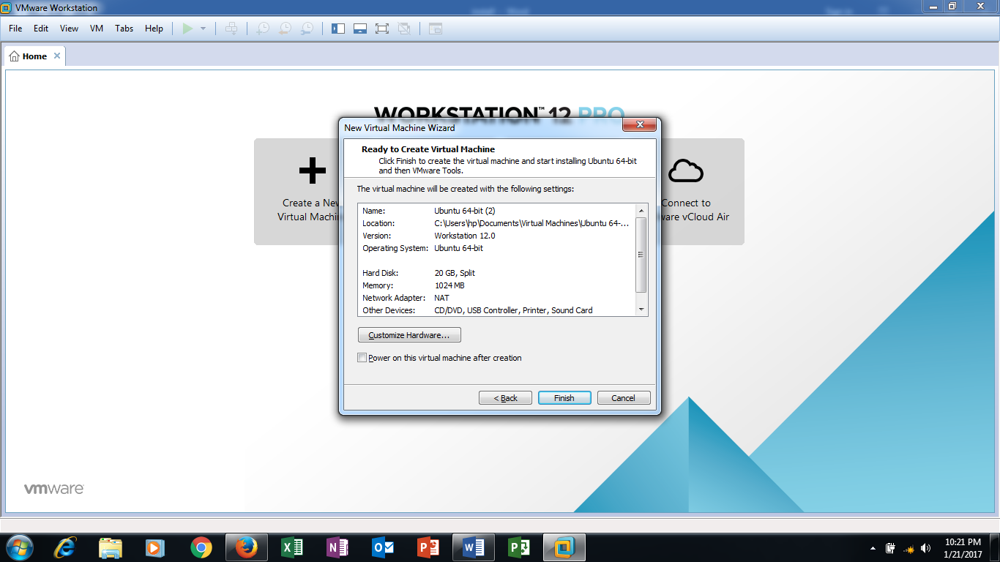 VMware Workstation
File Edit View VM Tabs Help
Home
WORKSTATION™ 12 PRO
Create a New
Virtual Machi
Connect to
ware vCloud Air
New Virtual Machine Wizard
Ready to Create Virtual Machine
Click Finish to create the virtual machine and start installing Ubuntu 64-bit
and then VMware Tools.
The virtual machine will be created with the following settings:
Name: Ubuntu 64-bit (2)
Location: C:\Users\hp\Documents\Virtual Machines\Ubuntu 64-...
Version: Workstation 12.0
Operating System: Ubuntu 64-bit
Hard Disk: 20 GB, Split
Memory: 1024 MB
Network Adapter: NAT
Other Devices: CD/DVD, USB Controller, Printer, Sound Card
Customize Hardware...
Power on this virtual machine after creation
< Back Finish Cancel
vmware
10:21 PM
1/21/2017